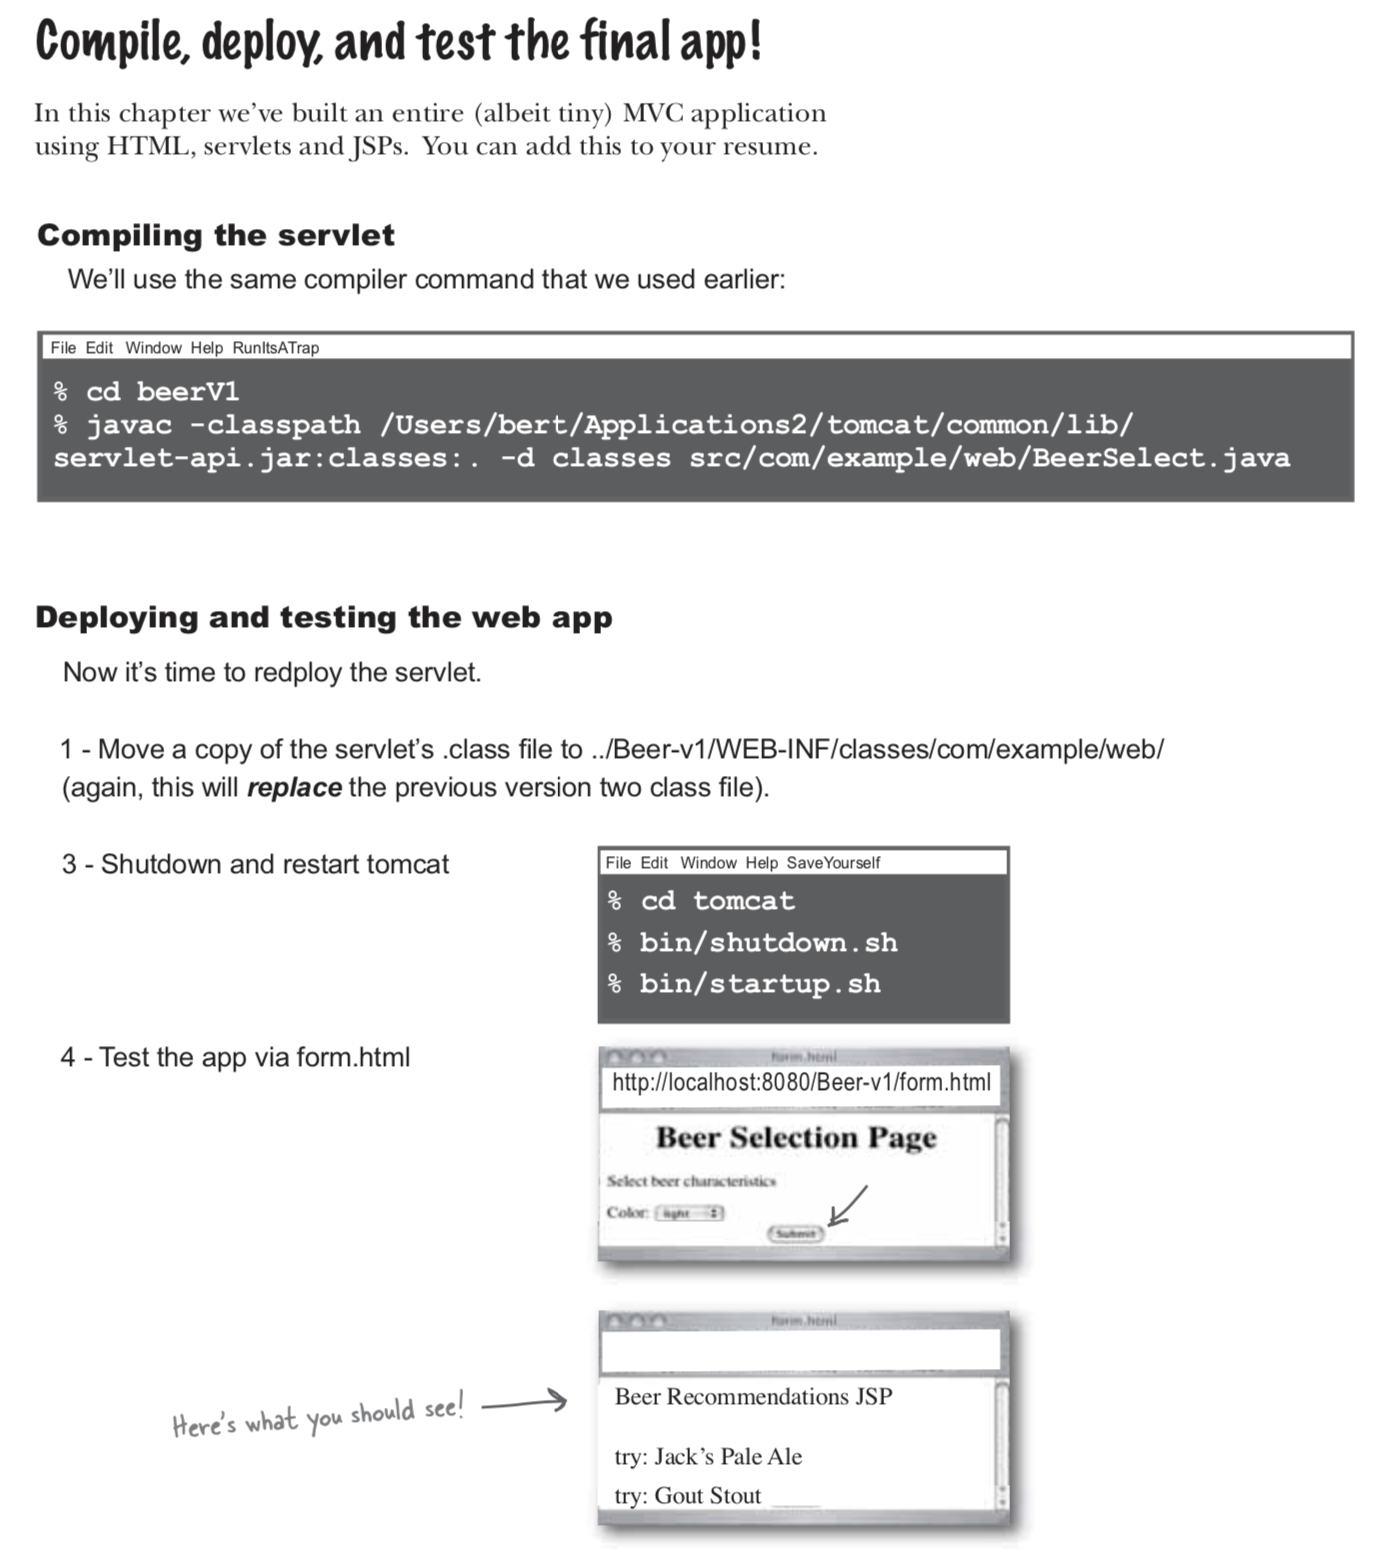 Compile, deploy, and test the final app!
In this chapter we've built an entire (albeit tiny) MVC application
using HTML, servlets and JSPs. You can add this to your resume.
Compiling the servlet
We'll use the same compiler command that we used earlier:
File Edit Window Help RunItsATrap
% cd beerV1
% javac -classpath /Users/bert/Applications2/tomcat/common/lib/
servlet-api.jar:classes:. -d classes src/com/example/web/BeerSelect.java
Deploying and testing the web app
Now it's time to redploy the servlet.
1 - Move a copy of the servlet's .class file to ../Beer-v1/WEB-INF/classes/com/example/web/
(again, this will replace the previous version two class file).
3 - Shutdown and restart tomcat
File Edit Window Help SaveYourself
% cd tomcat
% bin/shutdown.sh
% bin/startup.sh
4 - Test the app via form.html
form.html
http://localhost:8080/Beer-v1/form.html
Beer Selection Page
Select beer characteristics
Color: light
Submit
form.html
Here's what you should see!
Beer Recommendations JSP
try: Jack's Pale Ale
try: Gout Stout